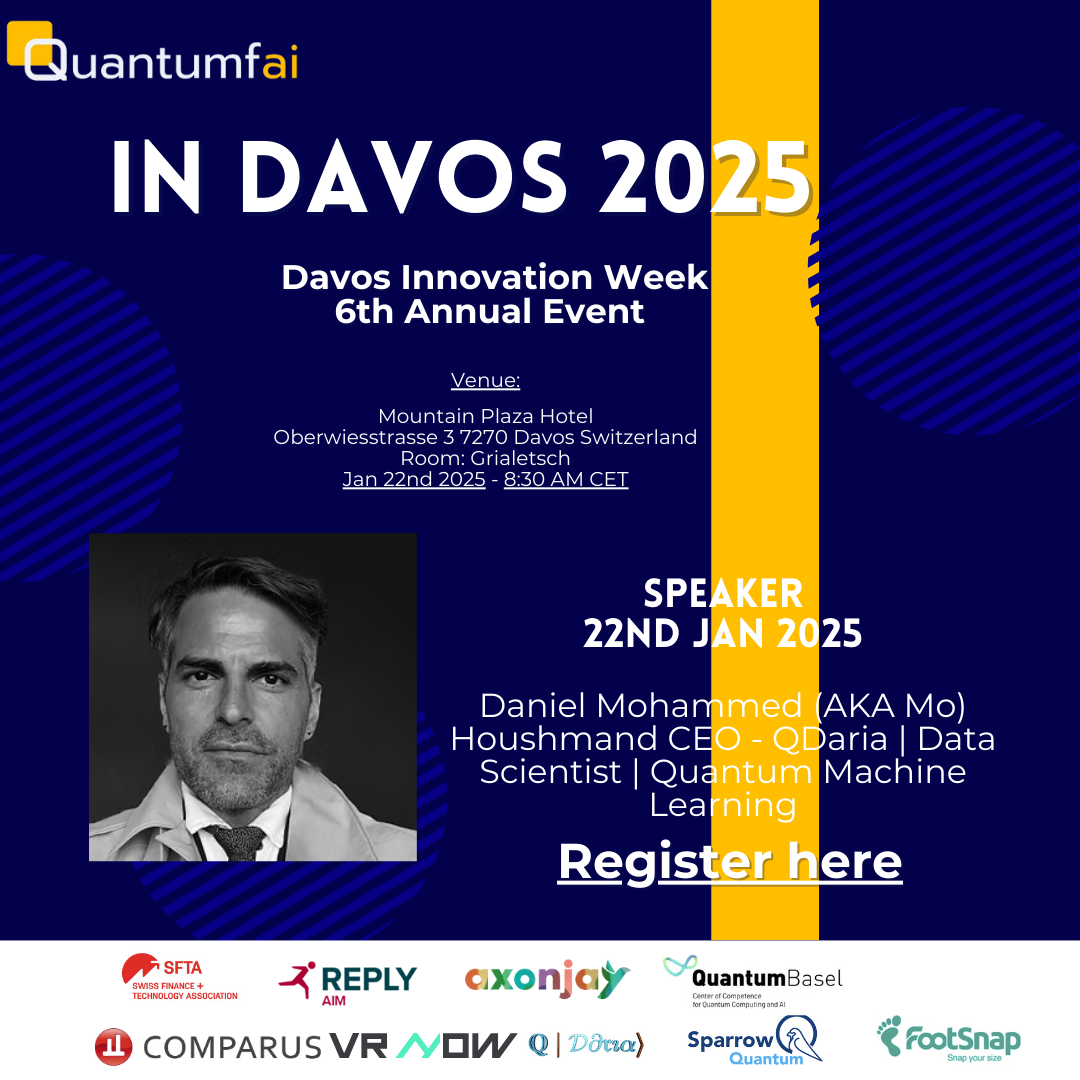 Quantumfai
IN DAVOS 2025
Davos Innovation Week
6th Annual Event
Venue:
Mountain Plaza Hotel
Oberwiesstrasse 3 7270 Davos Switzerland
Room: Grialetsch
Jan 22nd 2025 - 8:30 AM CET
SPEAKER
22ND JAN 2025
Daniel Mohammed (AKA Mo)
Houshmand CEO - QDaria | Data
Scientist | Quantum Machine
Learning
Register here
SFTA
SWISS FINANCE +
TECHNOLOGY ASSOCIATION
REPLY
AIM
axonjay
QuantumBasel
Center of Competence
for Quantum Computing and AI
COMPARUS
VR NOW
Q | D∂τια⟩
Sparrow
Quantum
FootSnap
Snap your size